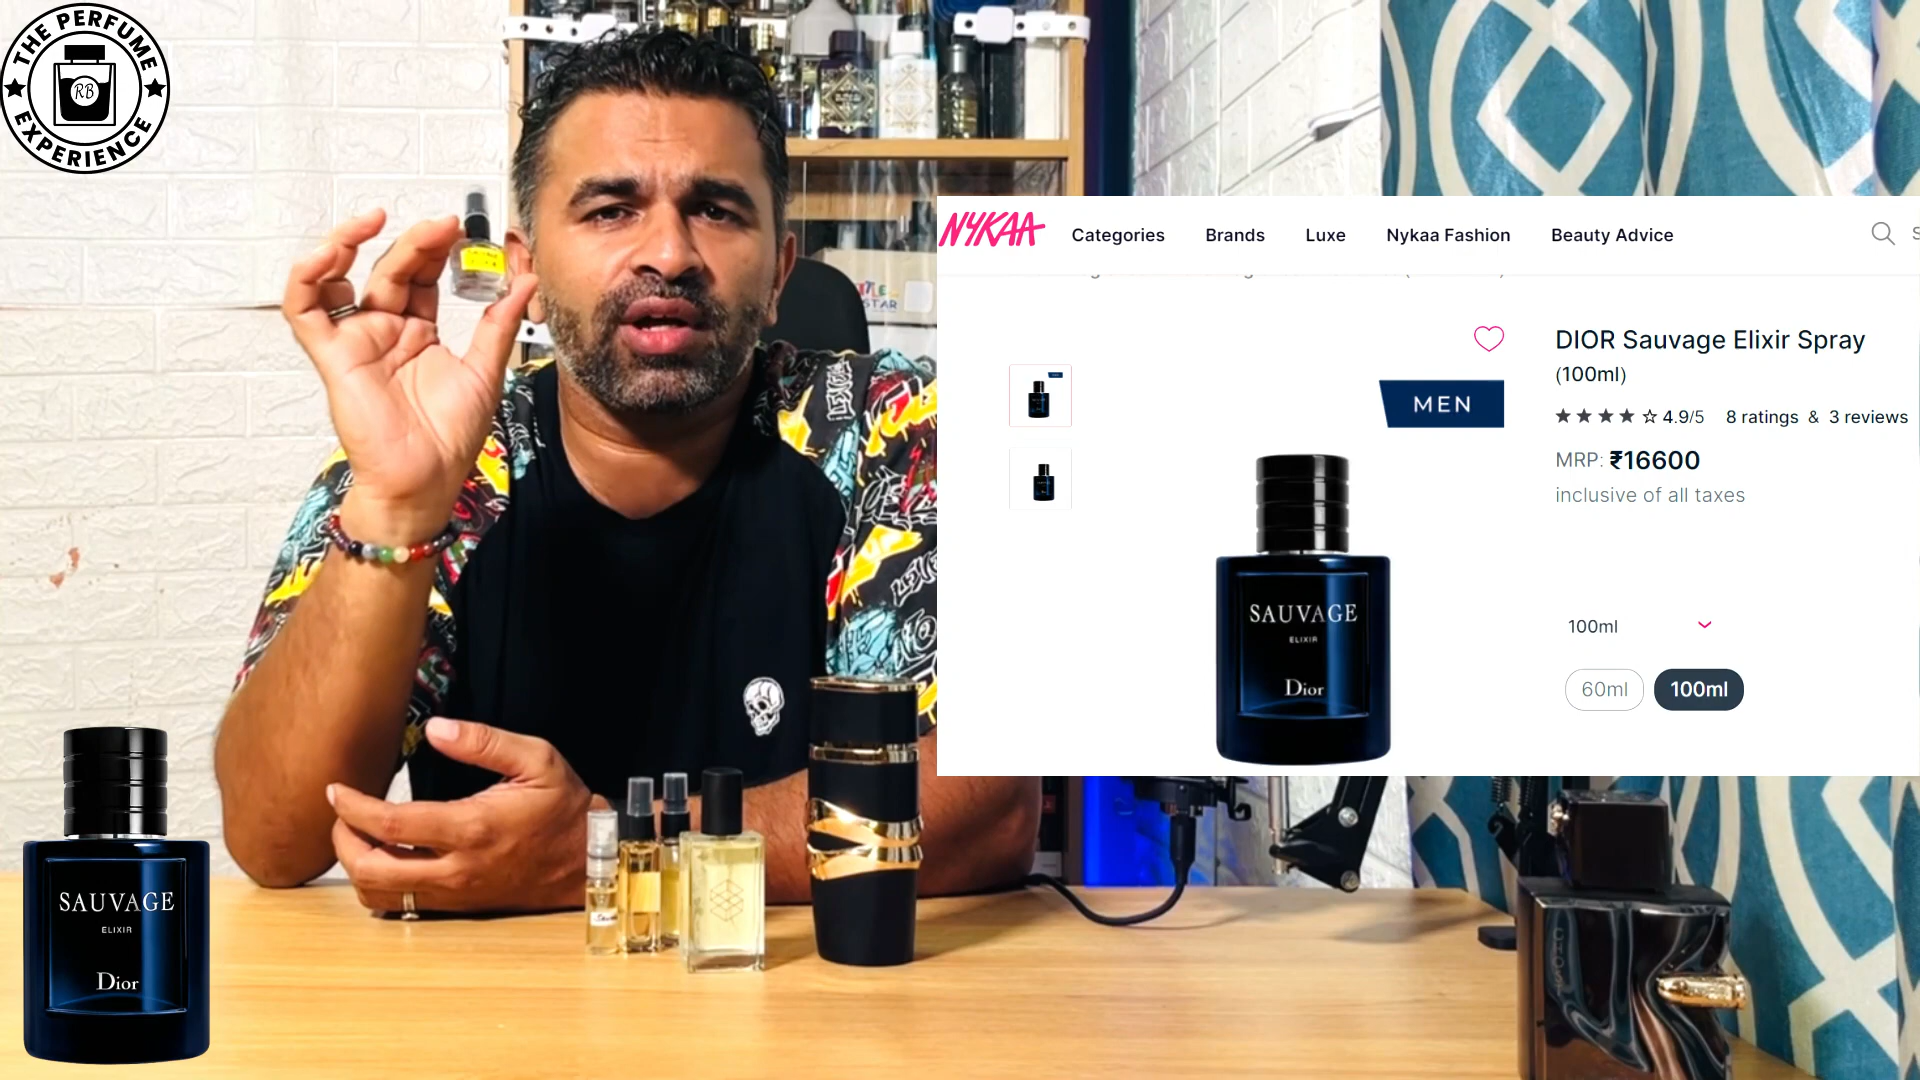 THE PERFUME
RB
EXPERIENCE
NYKAA
Categories Brands Luxe Nykaa Fashion Beauty Advice
DIOR Sauvage Elixir Spray
(100ml)
4.9/5 8 ratings & 3 reviews
MRP: ₹16600
inclusive of all taxes
MEN
SAUVAGE
ELIXIR
Dior
100ml
60ml 100ml
SAUVAGE
ELIXIR
Dior
STAR